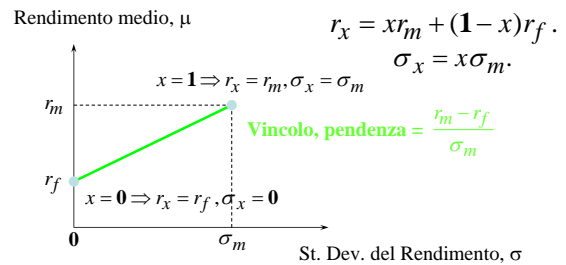 Rendimento medio, μ
r_x = xr_m + (1 − x)r_f .
σ_x = xσ_m.
x = 1 ⇒ r_x = r_m, σ_x = σ_m
r_m
Vincolo, pendenza = (r_m − r_f) / σ_m
r_f
x = 0 ⇒ r_x = r_f , σ_x = 0
0
σ_m
St. Dev. del Rendimento, σ